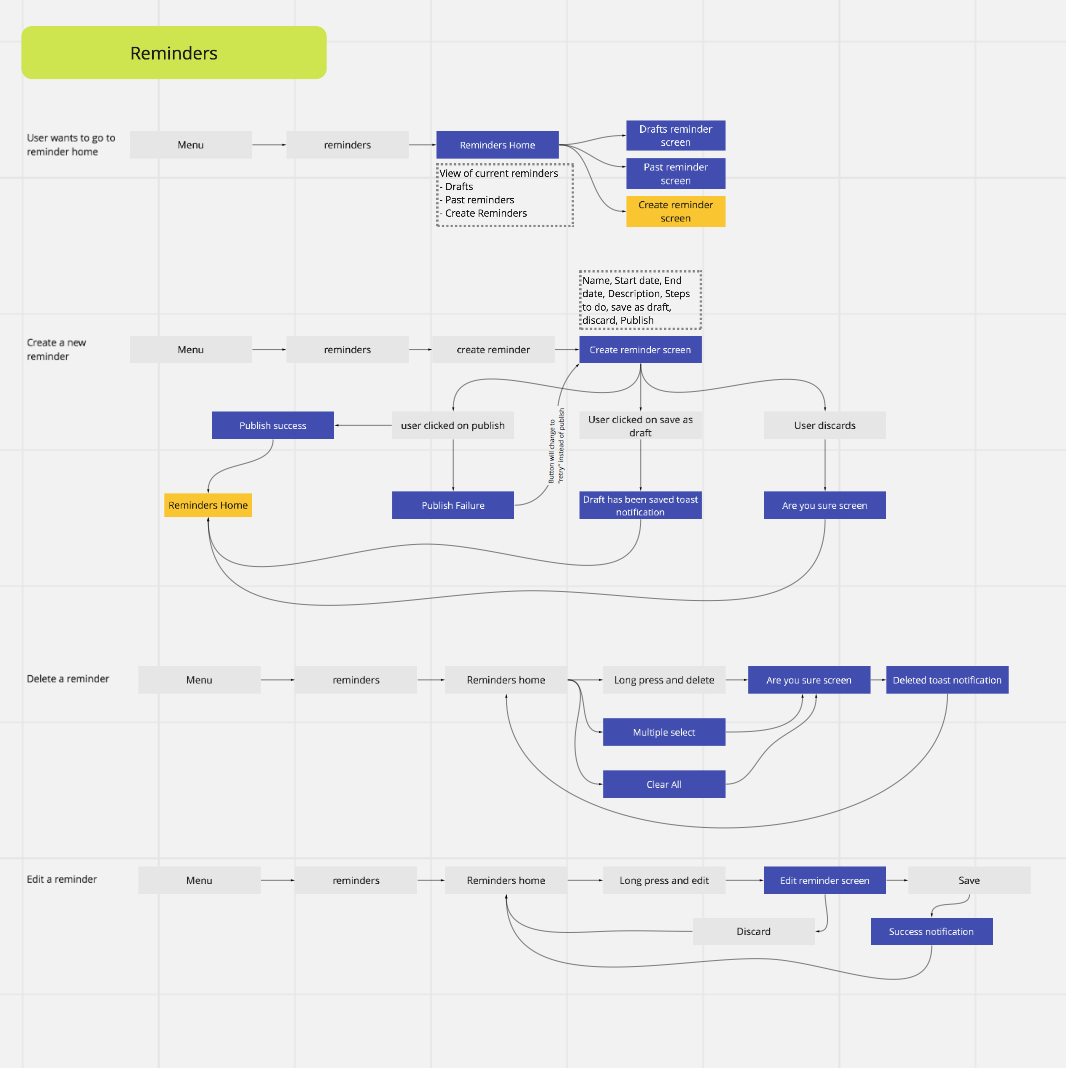 Reminders
User wants to go to
reminder home
Menu
reminders
Reminders Home
Drafts reminder
screen
Past reminder
screen
Create reminder
screen
View of current reminders
- Drafts
- Past reminders
- Create Reminders
Name, Start date, End
date, Description, Steps
to do, save as draft,
discard, Publish
Create a new
reminder
Menu
reminders
create reminder
Create reminder screen
Publish success
user clicked on publish
Button will change to
"retry" instead of publish
User clicked on save as
draft
User discards
Reminders Home
Publish Failure
Draft has been saved toast
notification
Are you sure screen
Delete a reminder
Menu
reminders
Reminders home
Long press and delete
Are you sure screen
Deleted toast notification
Multiple select
Clear All
Edit a reminder
Menu
reminders
Reminders home
Long press and edit
Edit reminder screen
Save
Discard
Success notification